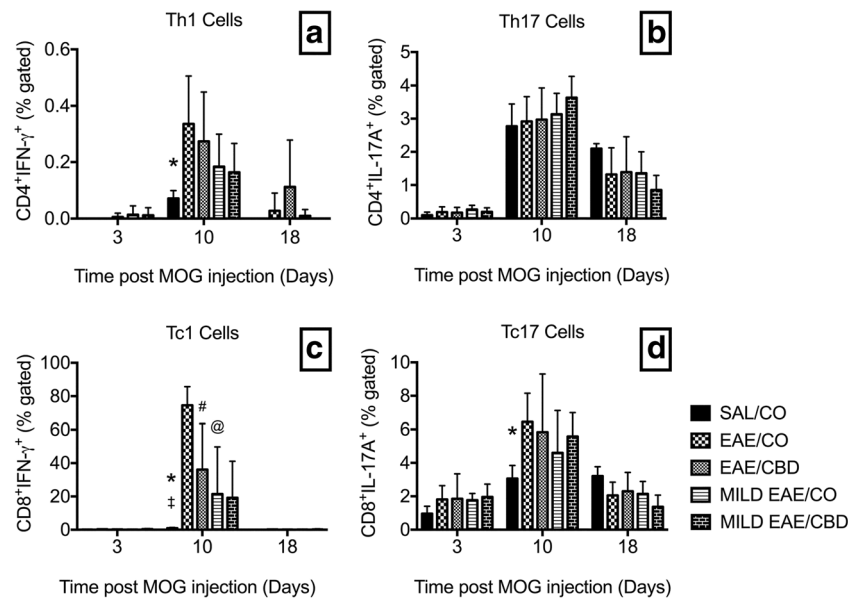 Th1 Cells
a
CD4⁺IFN-γ⁺ (% gated)
0.6
0.4
0.2
0.0
*
3
10
18
Time post MOG injection (Days)
Th17 Cells
b
CD4⁺IL-17A⁺ (% gated)
5
4
3
2
1
0
3
10
18
Time post MOG injection (Days)
Tc1 Cells
c
CD8⁺IFN-γ⁺ (% gated)
100
80
60
40
20
0
*
‡
#
@
3
10
18
Time post MOG injection (Days)
Tc17 Cells
d
CD8⁺IL-17A⁺ (% gated)
10
8
6
4
2
0
*
3
10
18
Time post MOG injection (Days)
SAL/CO
EAE/CO
EAE/CBD
MILD EAE/CO
MILD EAE/CBD